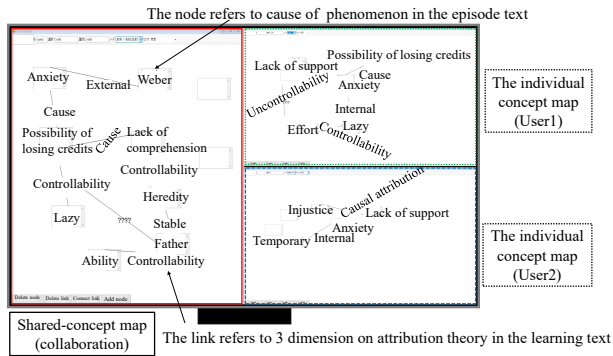 The node refers to cause of phenomenon in the episode text
Anxiety
External
Weber
Cause
Possibility of
losing credits
Cause
Lack of
comprehension
Controllability
Controllability
Heredity
Lazy
????
Stable
Father
Ability
Controllability
Delete node Delete link Connect link Add node
Lack of support
Possibility of losing credits
Cause
Anxiety
Uncontrollability
Internal
Lazy
Effort
Controllability
Injustice
Causal attribution
Lack of support
Anxiety
Temporary
Internal
The individual
concept map
(User1)
The individual
concept map
(User2)
Shared-concept map
(collaboration)
The link refers to 3 dimension on attribution theory in the learning text